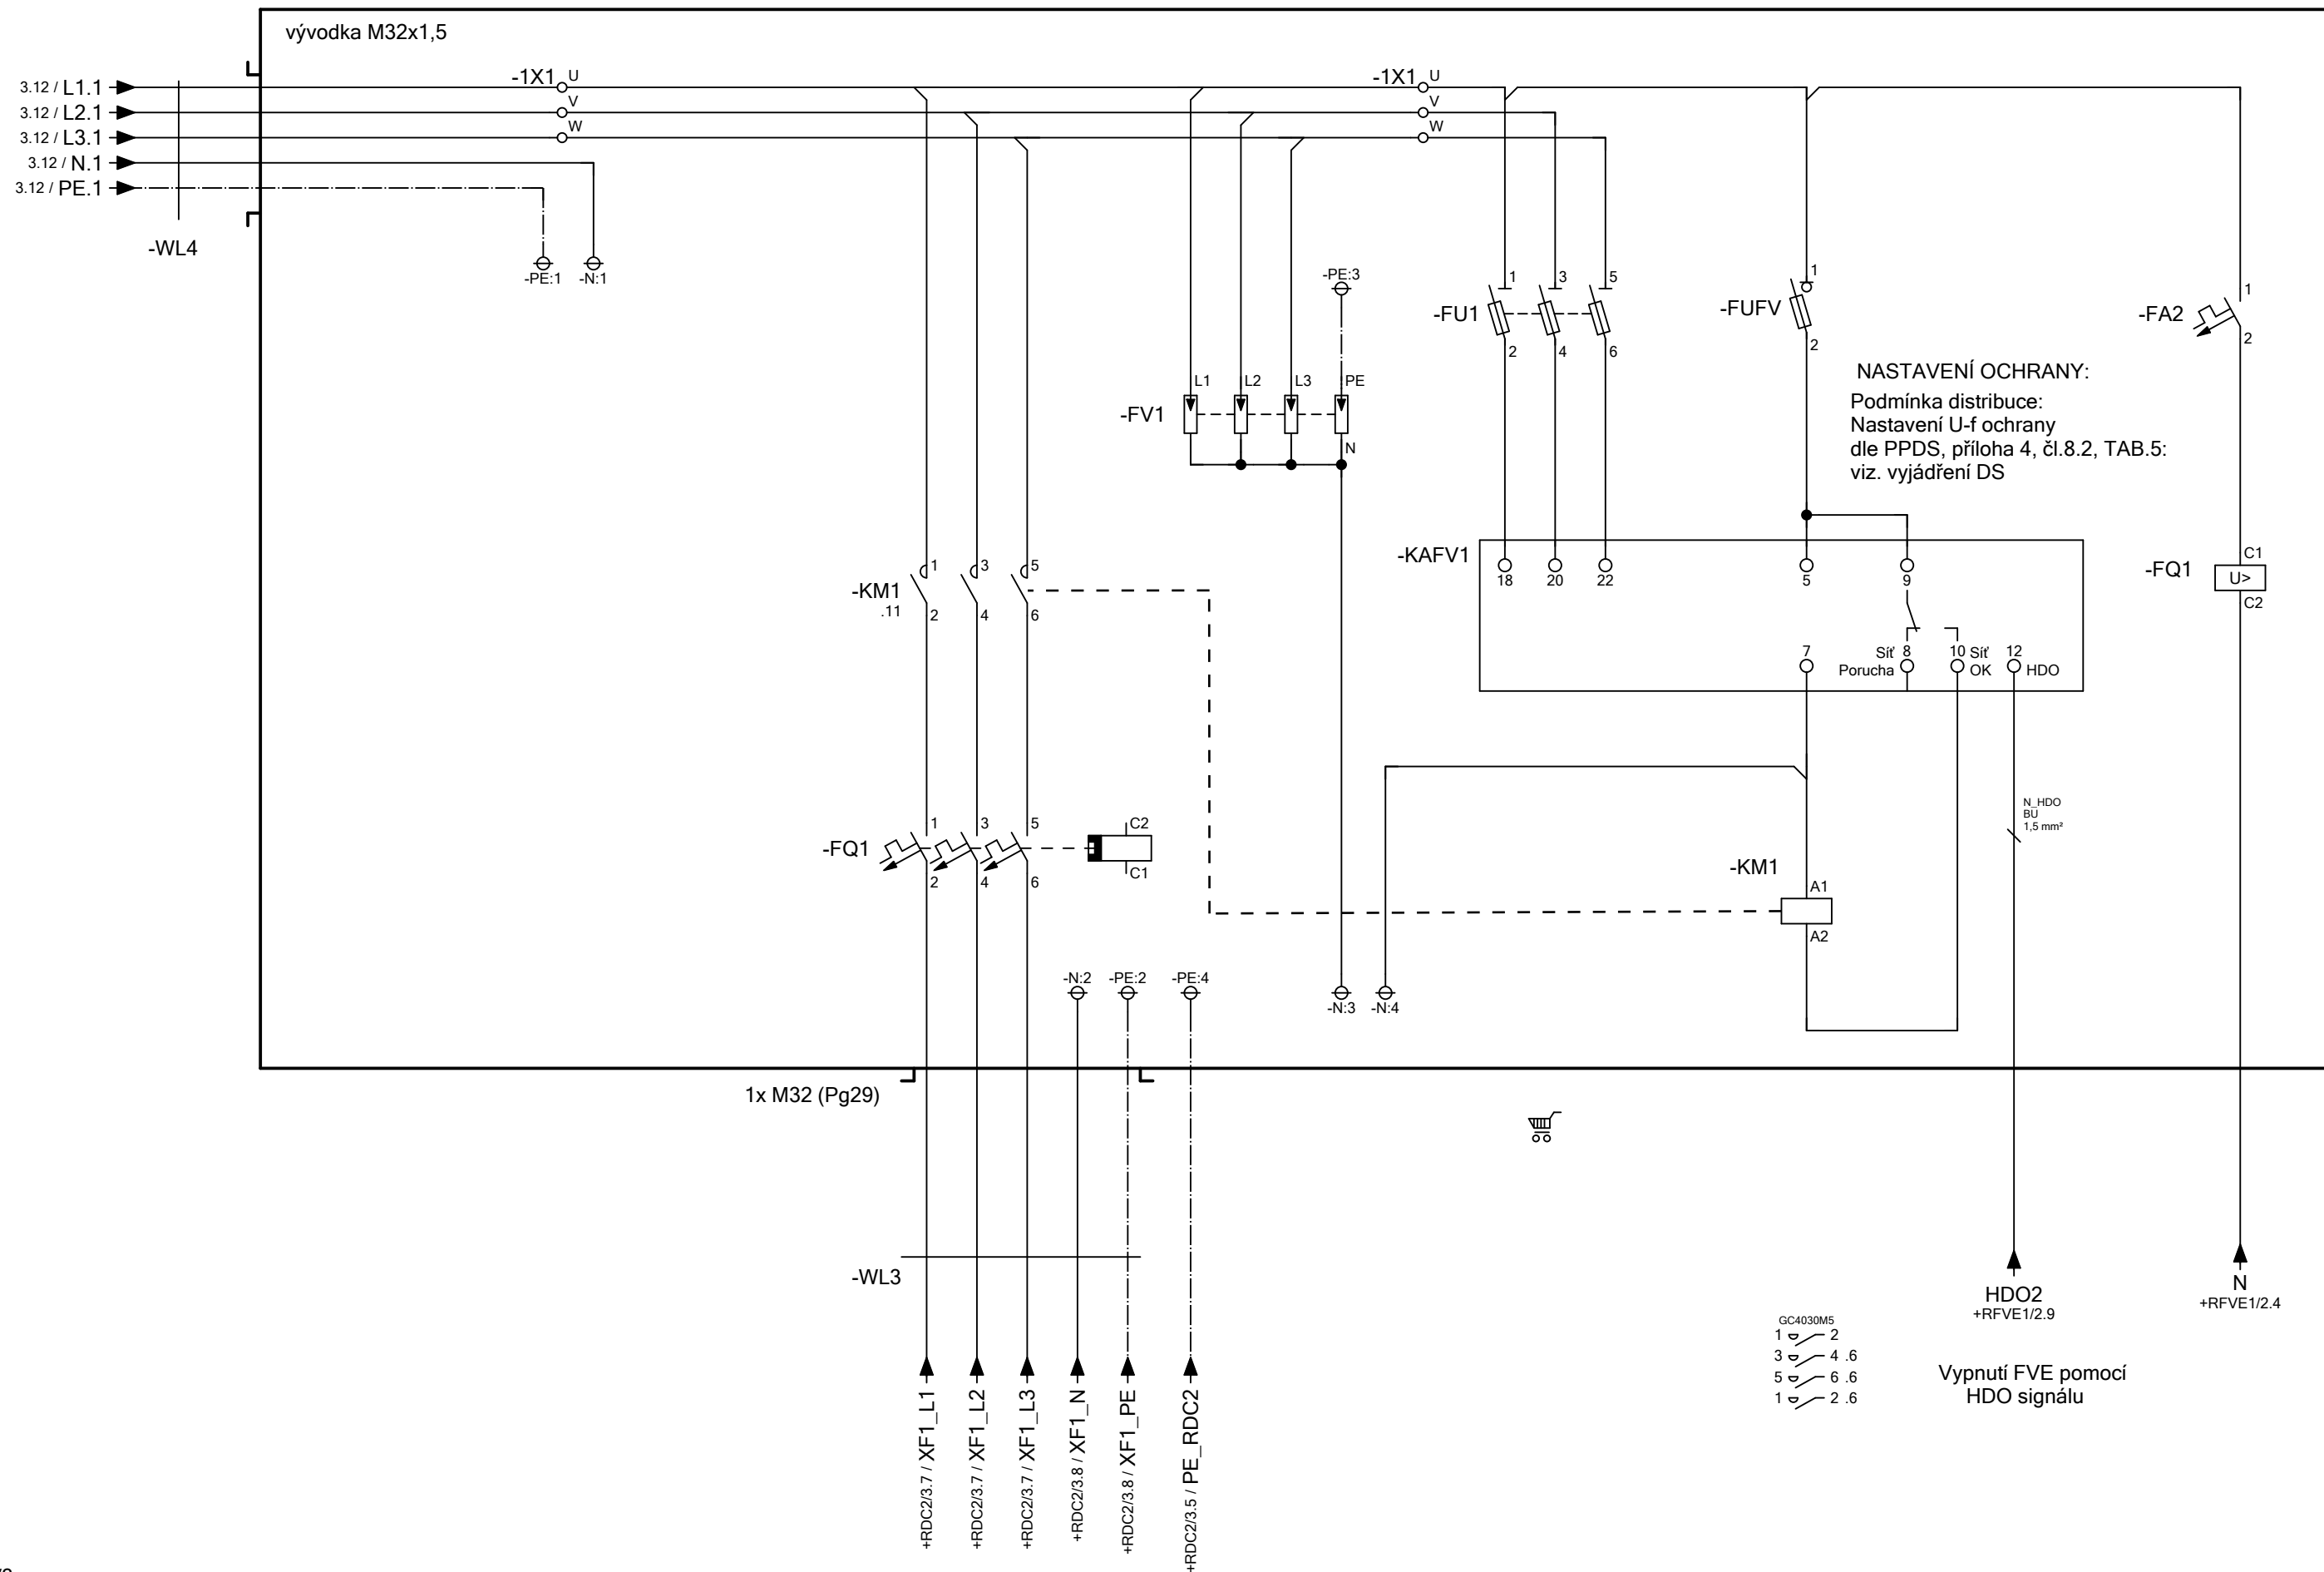 vývodka M32x1,5
3.12 / L1.1
3.12 / L2.1
3.12 / L3.1
3.12 / N.1
3.12 / PE.1
-WL4
-1X1 U
V
W
-1X1 U
V
W
-PE:1
-N:1
-PE:3
-FU1
1 3 5
2 4 6
-FUFV
1
2
-FA2
1
2
NASTAVENÍ OCHRANY:
Podmínka distribuce:
Nastavení U-f ochrany
dle PPDS, příloha 4, čl.8.2, TAB.5:
viz. vyjádření DS
-FV1
L1 L2 L3 PE
N
-KAFV1
18 20 22 5 9
7
Síť 8
Porucha
10 Síť
OK
12
HDO
-FQ1
C1
U>
C2
-KM1
.11
1 3 5
2 4 6
-FQ1
1 3 5
2 4 6
C2
C1
N_HDO
BU
1,5 mm²
-KM1
A1
A2
-N:2
-PE:2
-PE:4
-N:3
-N:4
1x M32 (Pg29)
-WL3
HDO2
+RFVE1/2.9
N
+RFVE1/2.4
GC4030M5
1 2
3 4 .6
5 6 .6
1 2 .6
Vypnutí FVE pomocí
HDO signálu
+RDC2/3.7 / XF1_L1
+RDC2/3.7 / XF1_L2
+RDC2/3.7 / XF1_L3
+RDC2/3.8 / XF1_N
+RDC2/3.8 / XF1_PE
+RDC2/3.5 / PE_RDC2